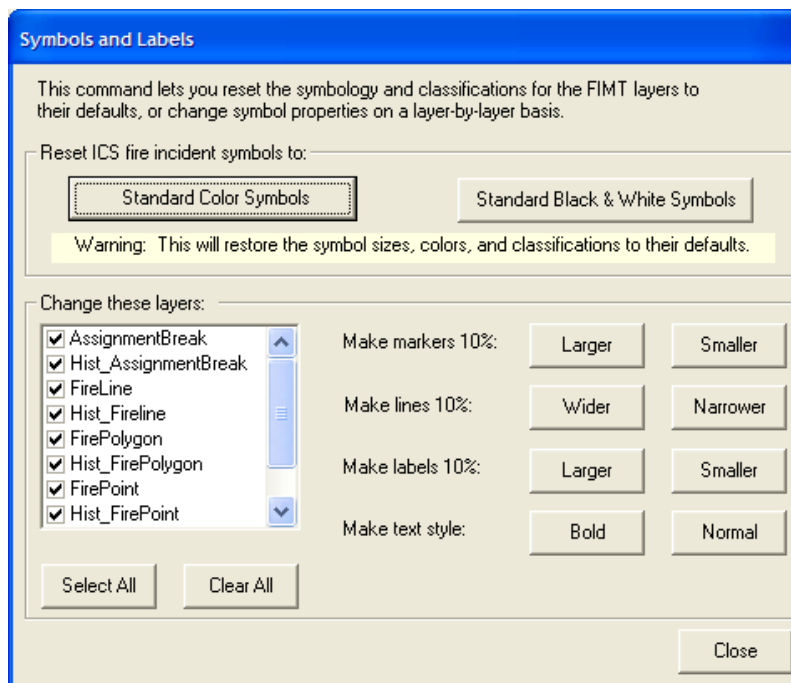 Symbols and Labels
This command lets you reset the symbology and classifications for the FIMT layers to
their defaults, or change symbol properties on a layer-by-layer basis.
Reset ICS fire incident symbols to:
Standard Color Symbols
Standard Black & White Symbols
Warning: This will restore the symbol sizes, colors, and classifications to their defaults.
Change these layers:
AssignmentBreak
Hist_AssignmentBreak
FireLine
Hist_Fireline
FirePolygon
Hist_FirePolygon
FirePoint
Hist_FirePoint
Select All
Clear All
Make markers 10%:
Larger
Smaller
Make lines 10%:
Wider
Narrower
Make labels 10%:
Larger
Smaller
Make text style:
Bold
Normal
Close